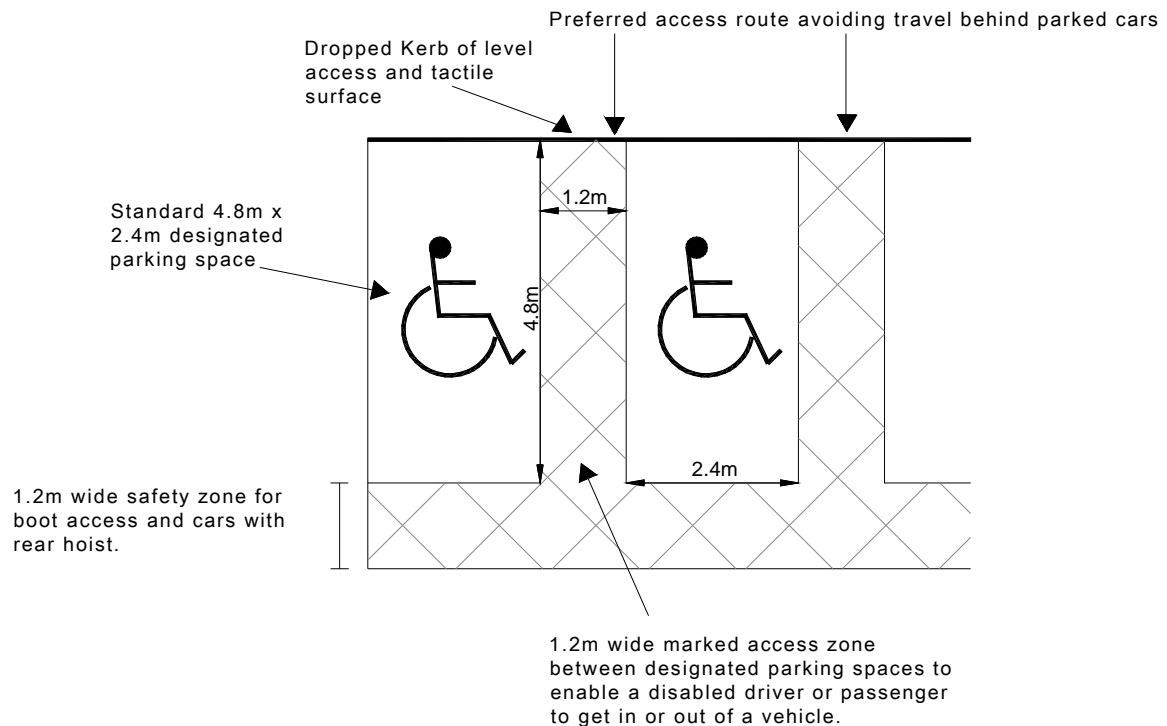 Preferred access route avoiding travel behind parked cars
Dropped Kerb of level
access and tactile
surface
1.2m
Standard 4.8m x
2.4m designated
parking space
4.8m
2.4m
1.2m wide safety zone for
boot access and cars with
rear hoist.
1.2m wide marked access zone
between designated parking spaces to
enable a disabled driver or passenger
to get in or out of a vehicle.